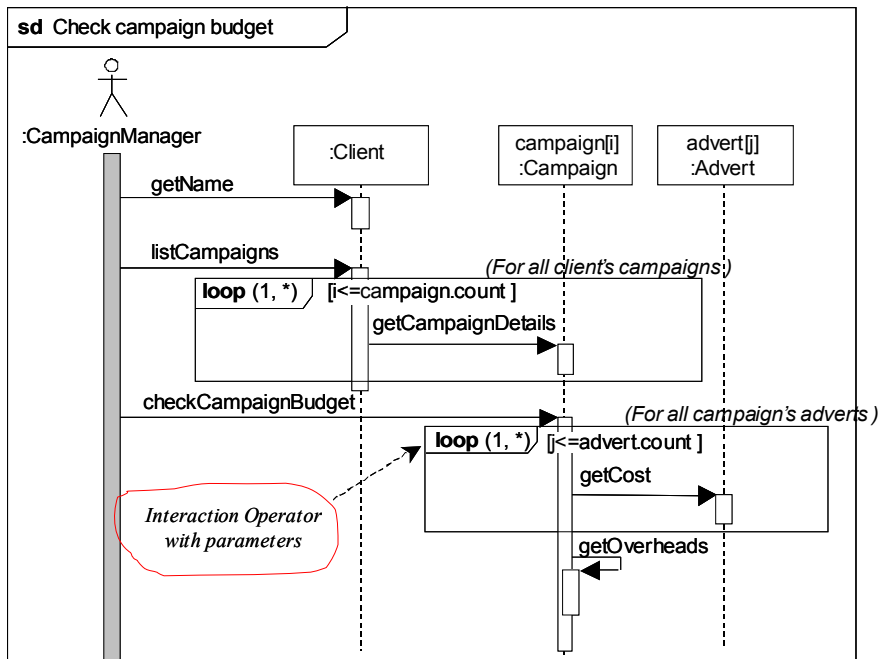 sd Check campaign budget
:CampaignManager
:Client
campaign[i]
:Campaign
advert[j]
:Advert
getName
listCampaigns
(For all client's campaigns )
loop (1, *) [i<=campaign.count ]
getCampaignDetails
checkCampaignBudget
(For all campaign's adverts )
loop (1, *) [j<=advert.count ]
getCost
Interaction Operator
with parameters
getOverheads